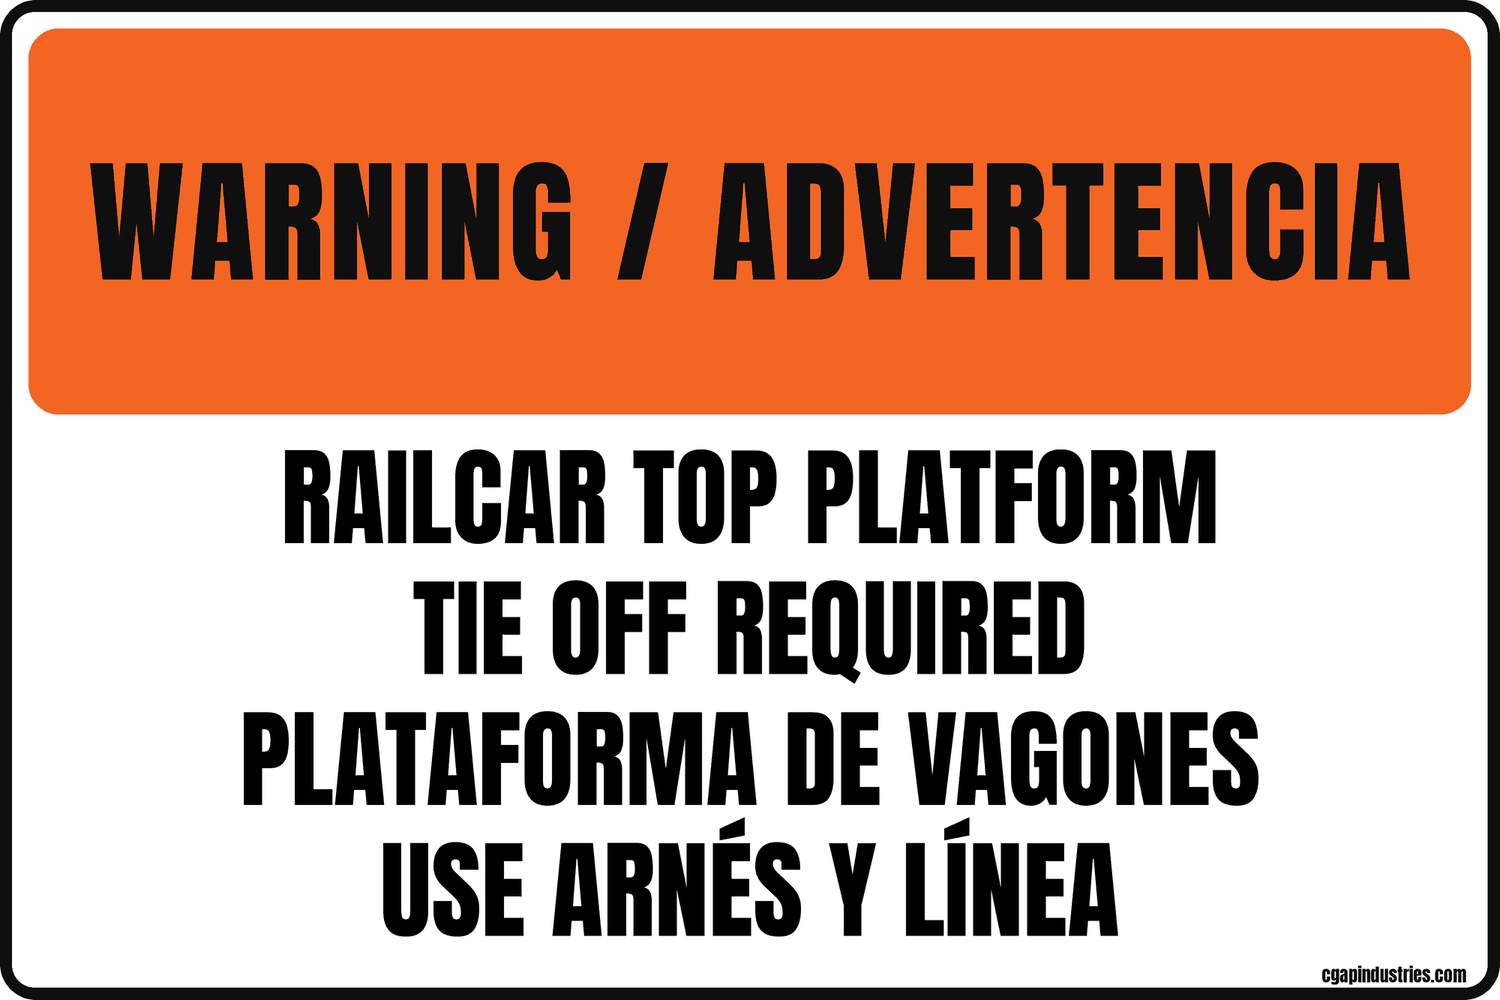 WARNING / ADVERTENCIA
RAILCAR TOP PLATFORM
TIE OFF REQUIRED
PLATAFORMA DE VAGONES
USE ARNÉS Y LÍNEA
cgapindustries.com